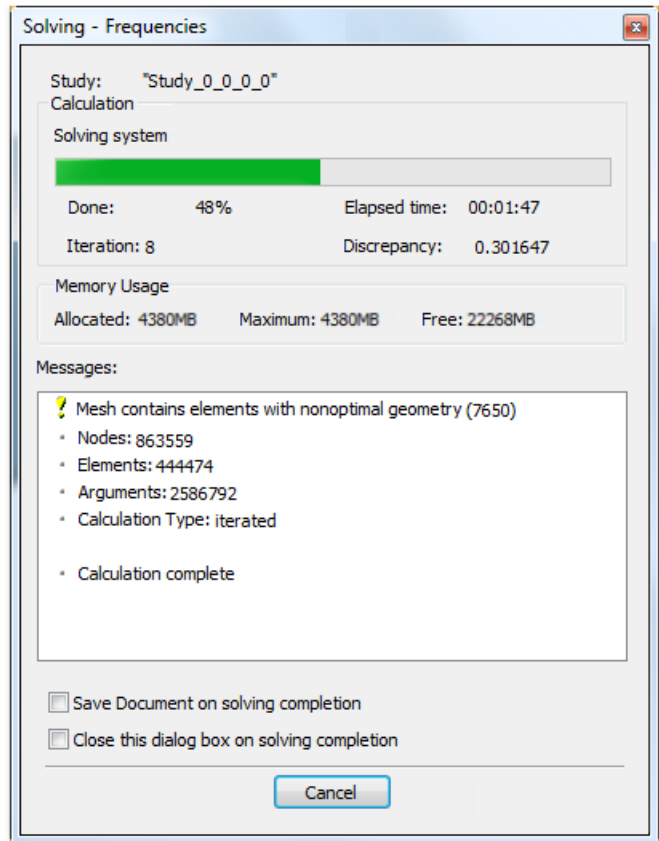 Solving - Frequencies
Study: "Study_0_0_0_0"
Calculation
Solving system
Done: 48% Elapsed time: 00:01:47
Iteration: 8 Discrepancy: 0.301647
Memory Usage
Allocated: 4380MB Maximum: 4380MB Free: 22268MB
Messages:
Mesh contains elements with nonoptimal geometry (7650)
Nodes: 863559
Elements: 444474
Arguments: 2586792
Calculation Type: iterated
Calculation complete
Save Document on solving completion
Close this dialog box on solving completion
Cancel